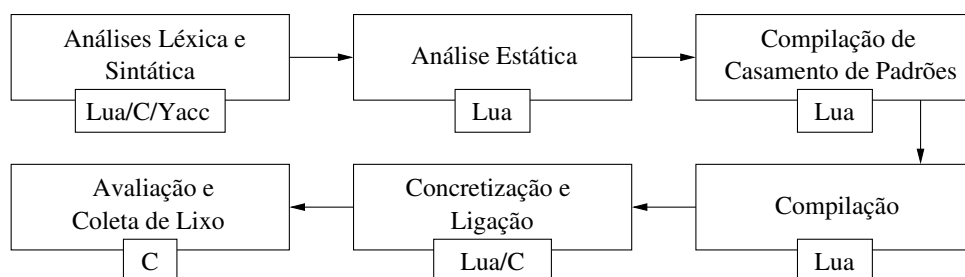 Análises Léxica e
Sintática
Lua/C/Yacc
Análise Estática
Lua
Compilação de
Casamento de Padrões
Lua
Avaliação e
Coleta de Lixo
C
Concretização e
Ligação
Lua/C
Compilação
Lua